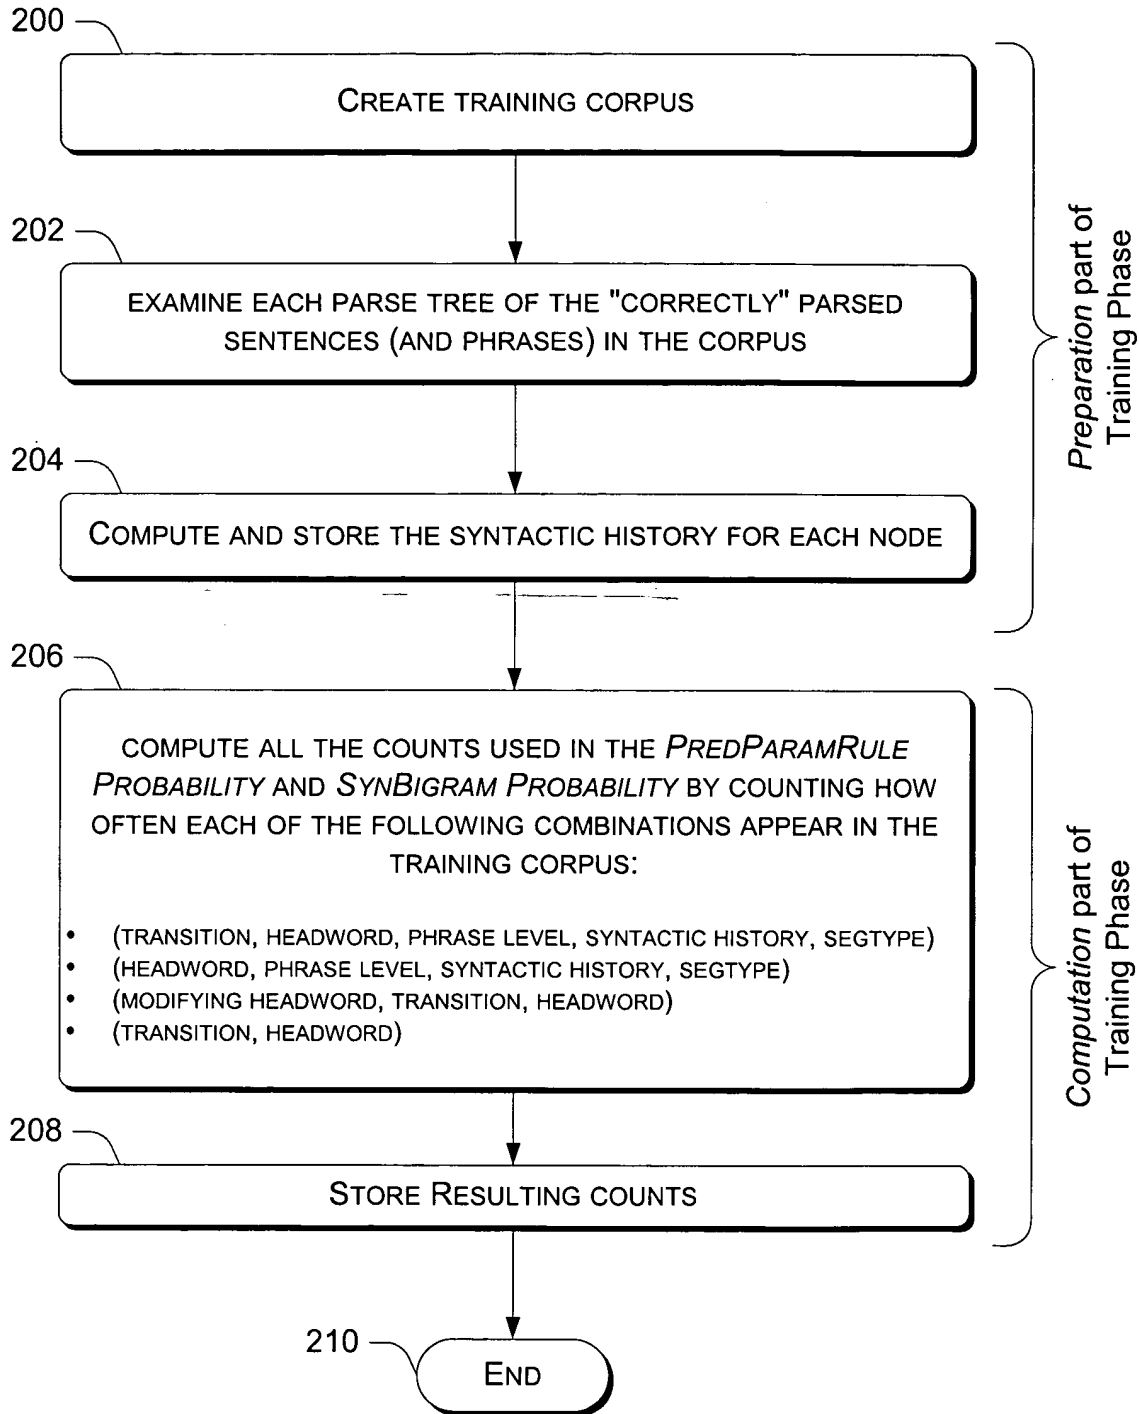 200
CREATE TRAINING CORPUS
202
EXAMINE EACH PARSE TREE OF THE "CORRECTLY" PARSED
SENTENCES (AND PHRASES) IN THE CORPUS
204
COMPUTE AND STORE THE SYNTACTIC HISTORY FOR EACH NODE
Preparation part of
Training Phase
206
COMPUTE ALL THE COUNTS USED IN THE PREDPARAMRULE
PROBABILITY AND SYNBIGRAM PROBABILITY BY COUNTING HOW
OFTEN EACH OF THE FOLLOWING COMBINATIONS APPEAR IN THE
TRAINING CORPUS:
• (TRANSITION, HEADWORD, PHRASE LEVEL, SYNTACTIC HISTORY, SEGTYPE)
• (HEADWORD, PHRASE LEVEL, SYNTACTIC HISTORY, SEGTYPE)
• (MODIFYING HEADWORD, TRANSITION, HEADWORD)
• (TRANSITION, HEADWORD)
208
STORE RESULTING COUNTS
Computation part of
Training Phase
210
END